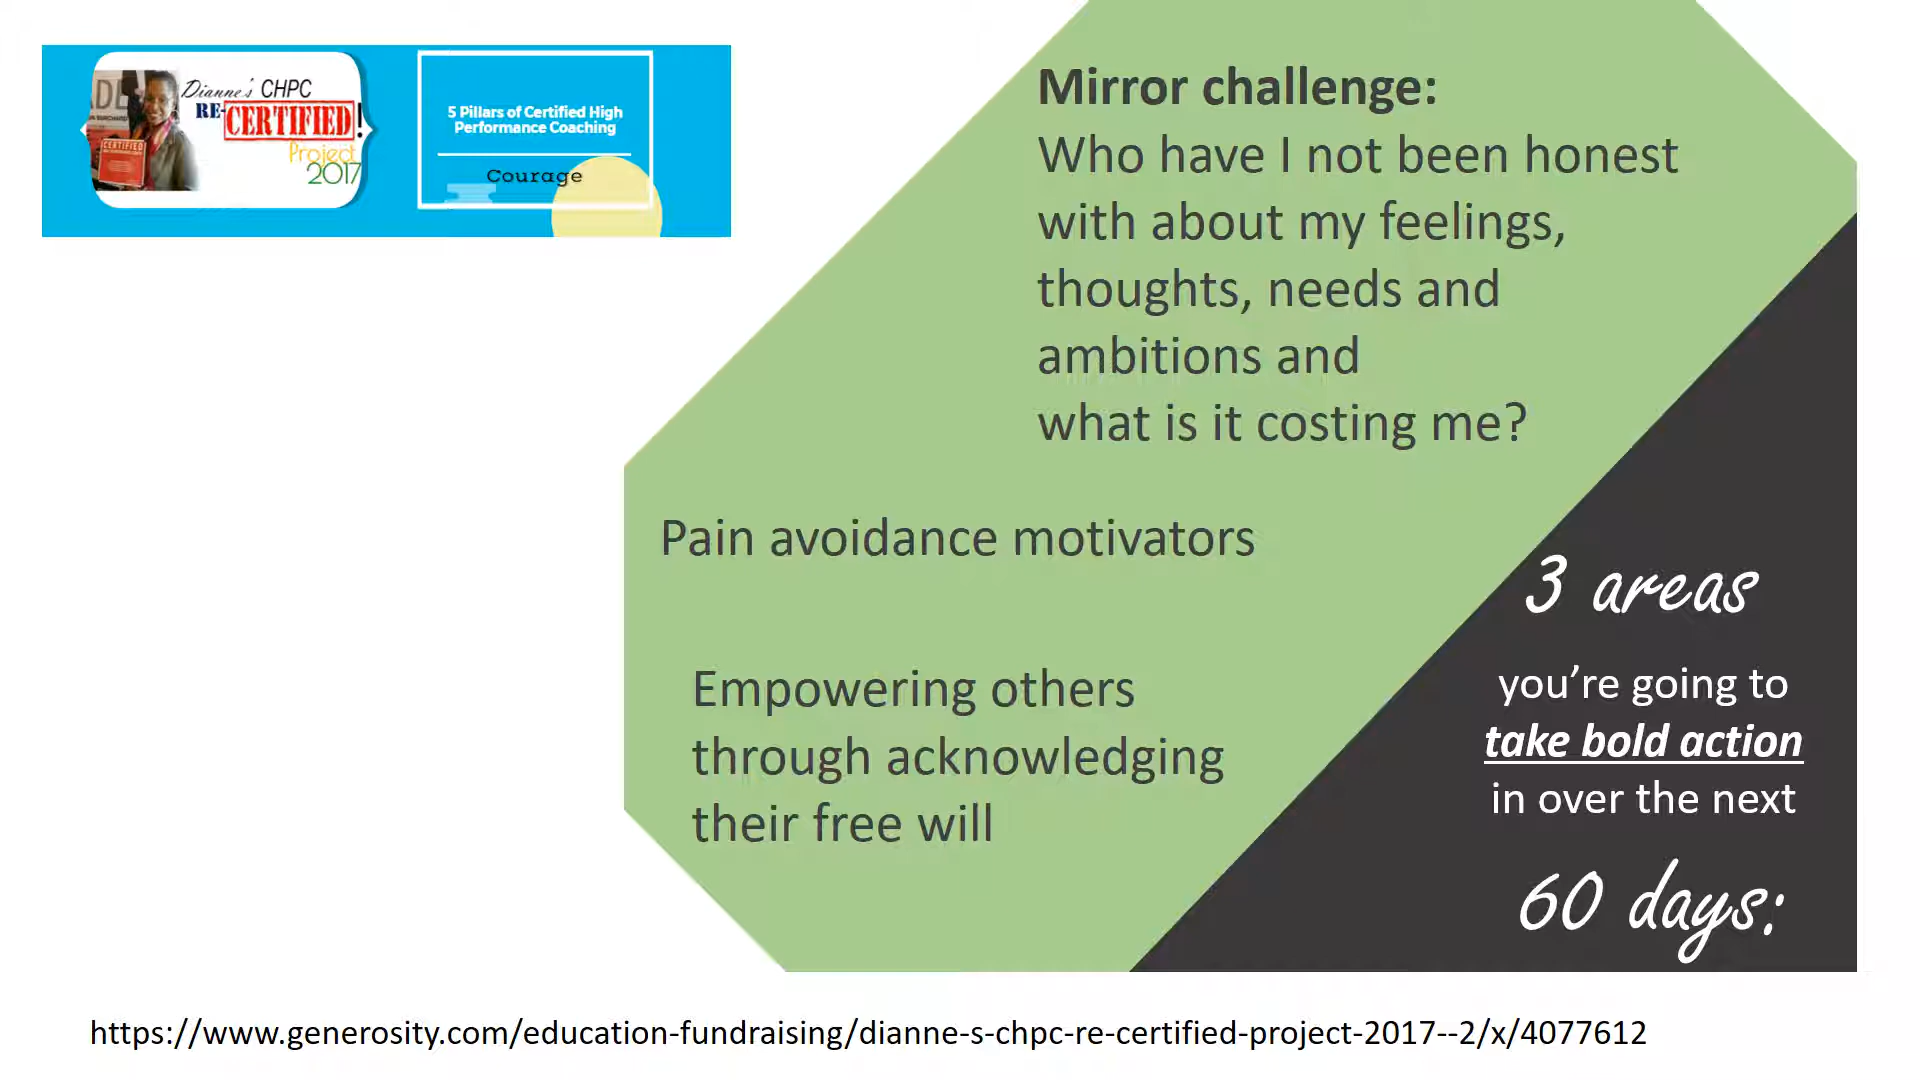 Dianne's CHPC
RE-CERTIFIED!
Project
2017
CERTIFIED
5 Pillars of Certified High
Performance Coaching
Courage
Mirror challenge:
Who have I not been honest
with about my feelings,
thoughts, needs and
ambitions and
what is it costing me?
Pain avoidance motivators
Empowering others
through acknowledging
their free will
3 areas
you’re going to
take bold action
in over the next
60 days:
https://www.generosity.com/education-fundraising/dianne-s-chpc-re-certified-project-2017--2/x/4077612